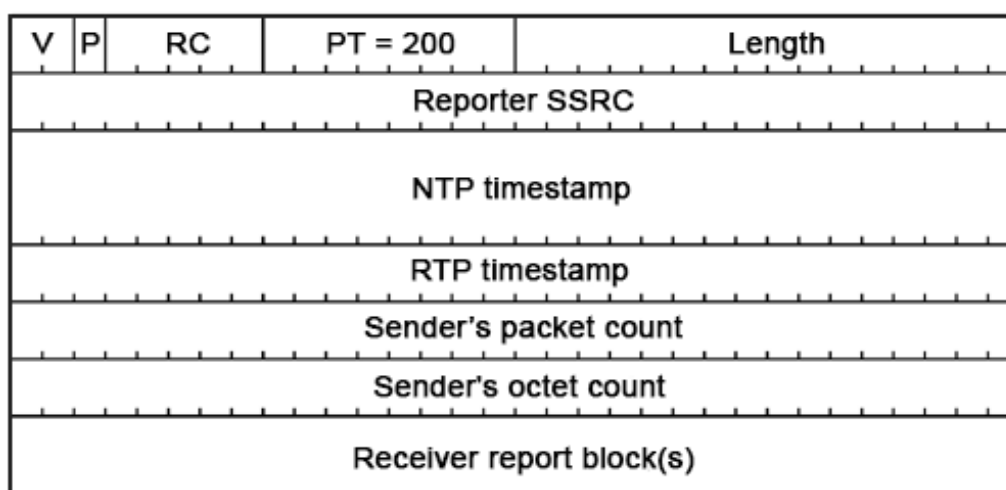 V P RC PT = 200 Length
Reporter SSRC
NTP timestamp
RTP timestamp
Sender’s packet count
Sender's octet count
Receiver report block(s)